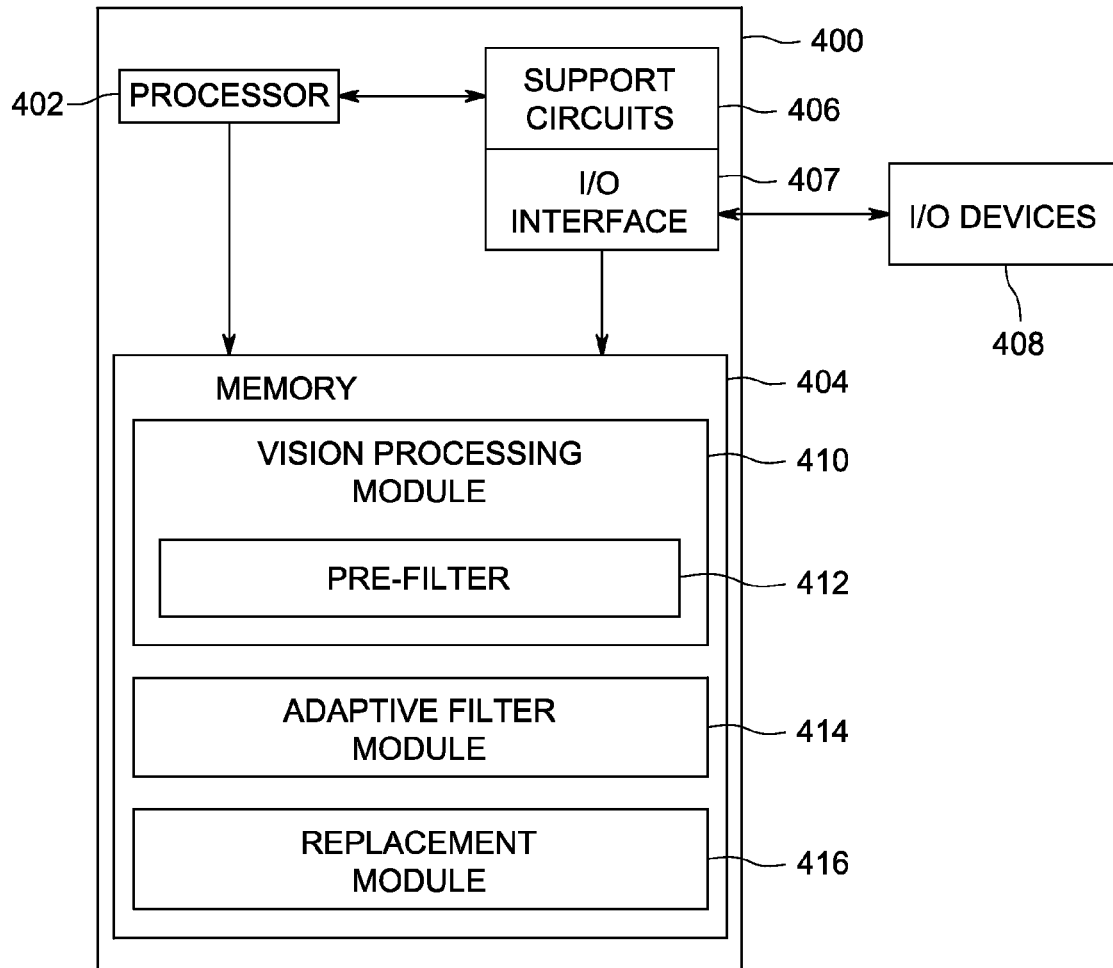 400
402
PROCESSOR
SUPPORT
CIRCUITS
406
I/O
INTERFACE
407
I/O DEVICES
408
MEMORY
404
VISION PROCESSING
MODULE
410
PRE-FILTER
412
ADAPTIVE FILTER
MODULE
414
REPLACEMENT
MODULE
416